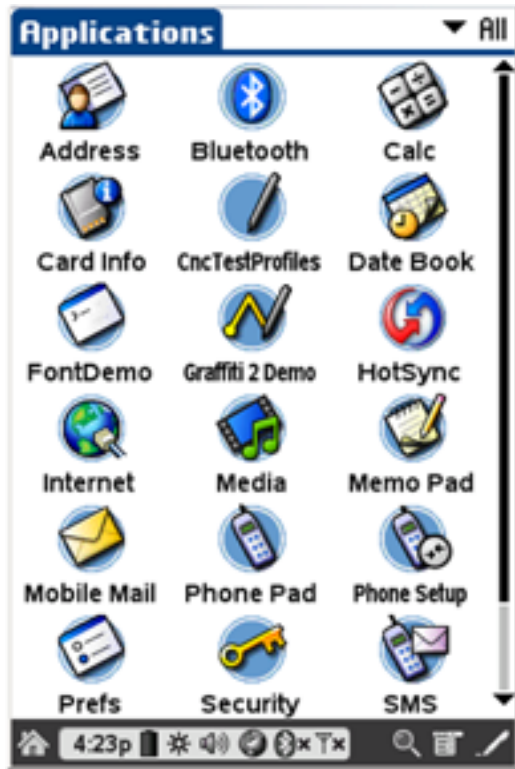 Applications All
Address Bluetooth Calc
Card Info CncTestProfiles Date Book
FontDemo Graffiti 2 Demo HotSync
Internet Media Memo Pad
Mobile Mail Phone Pad Phone Setup
Prefs Security SMS
4:23p